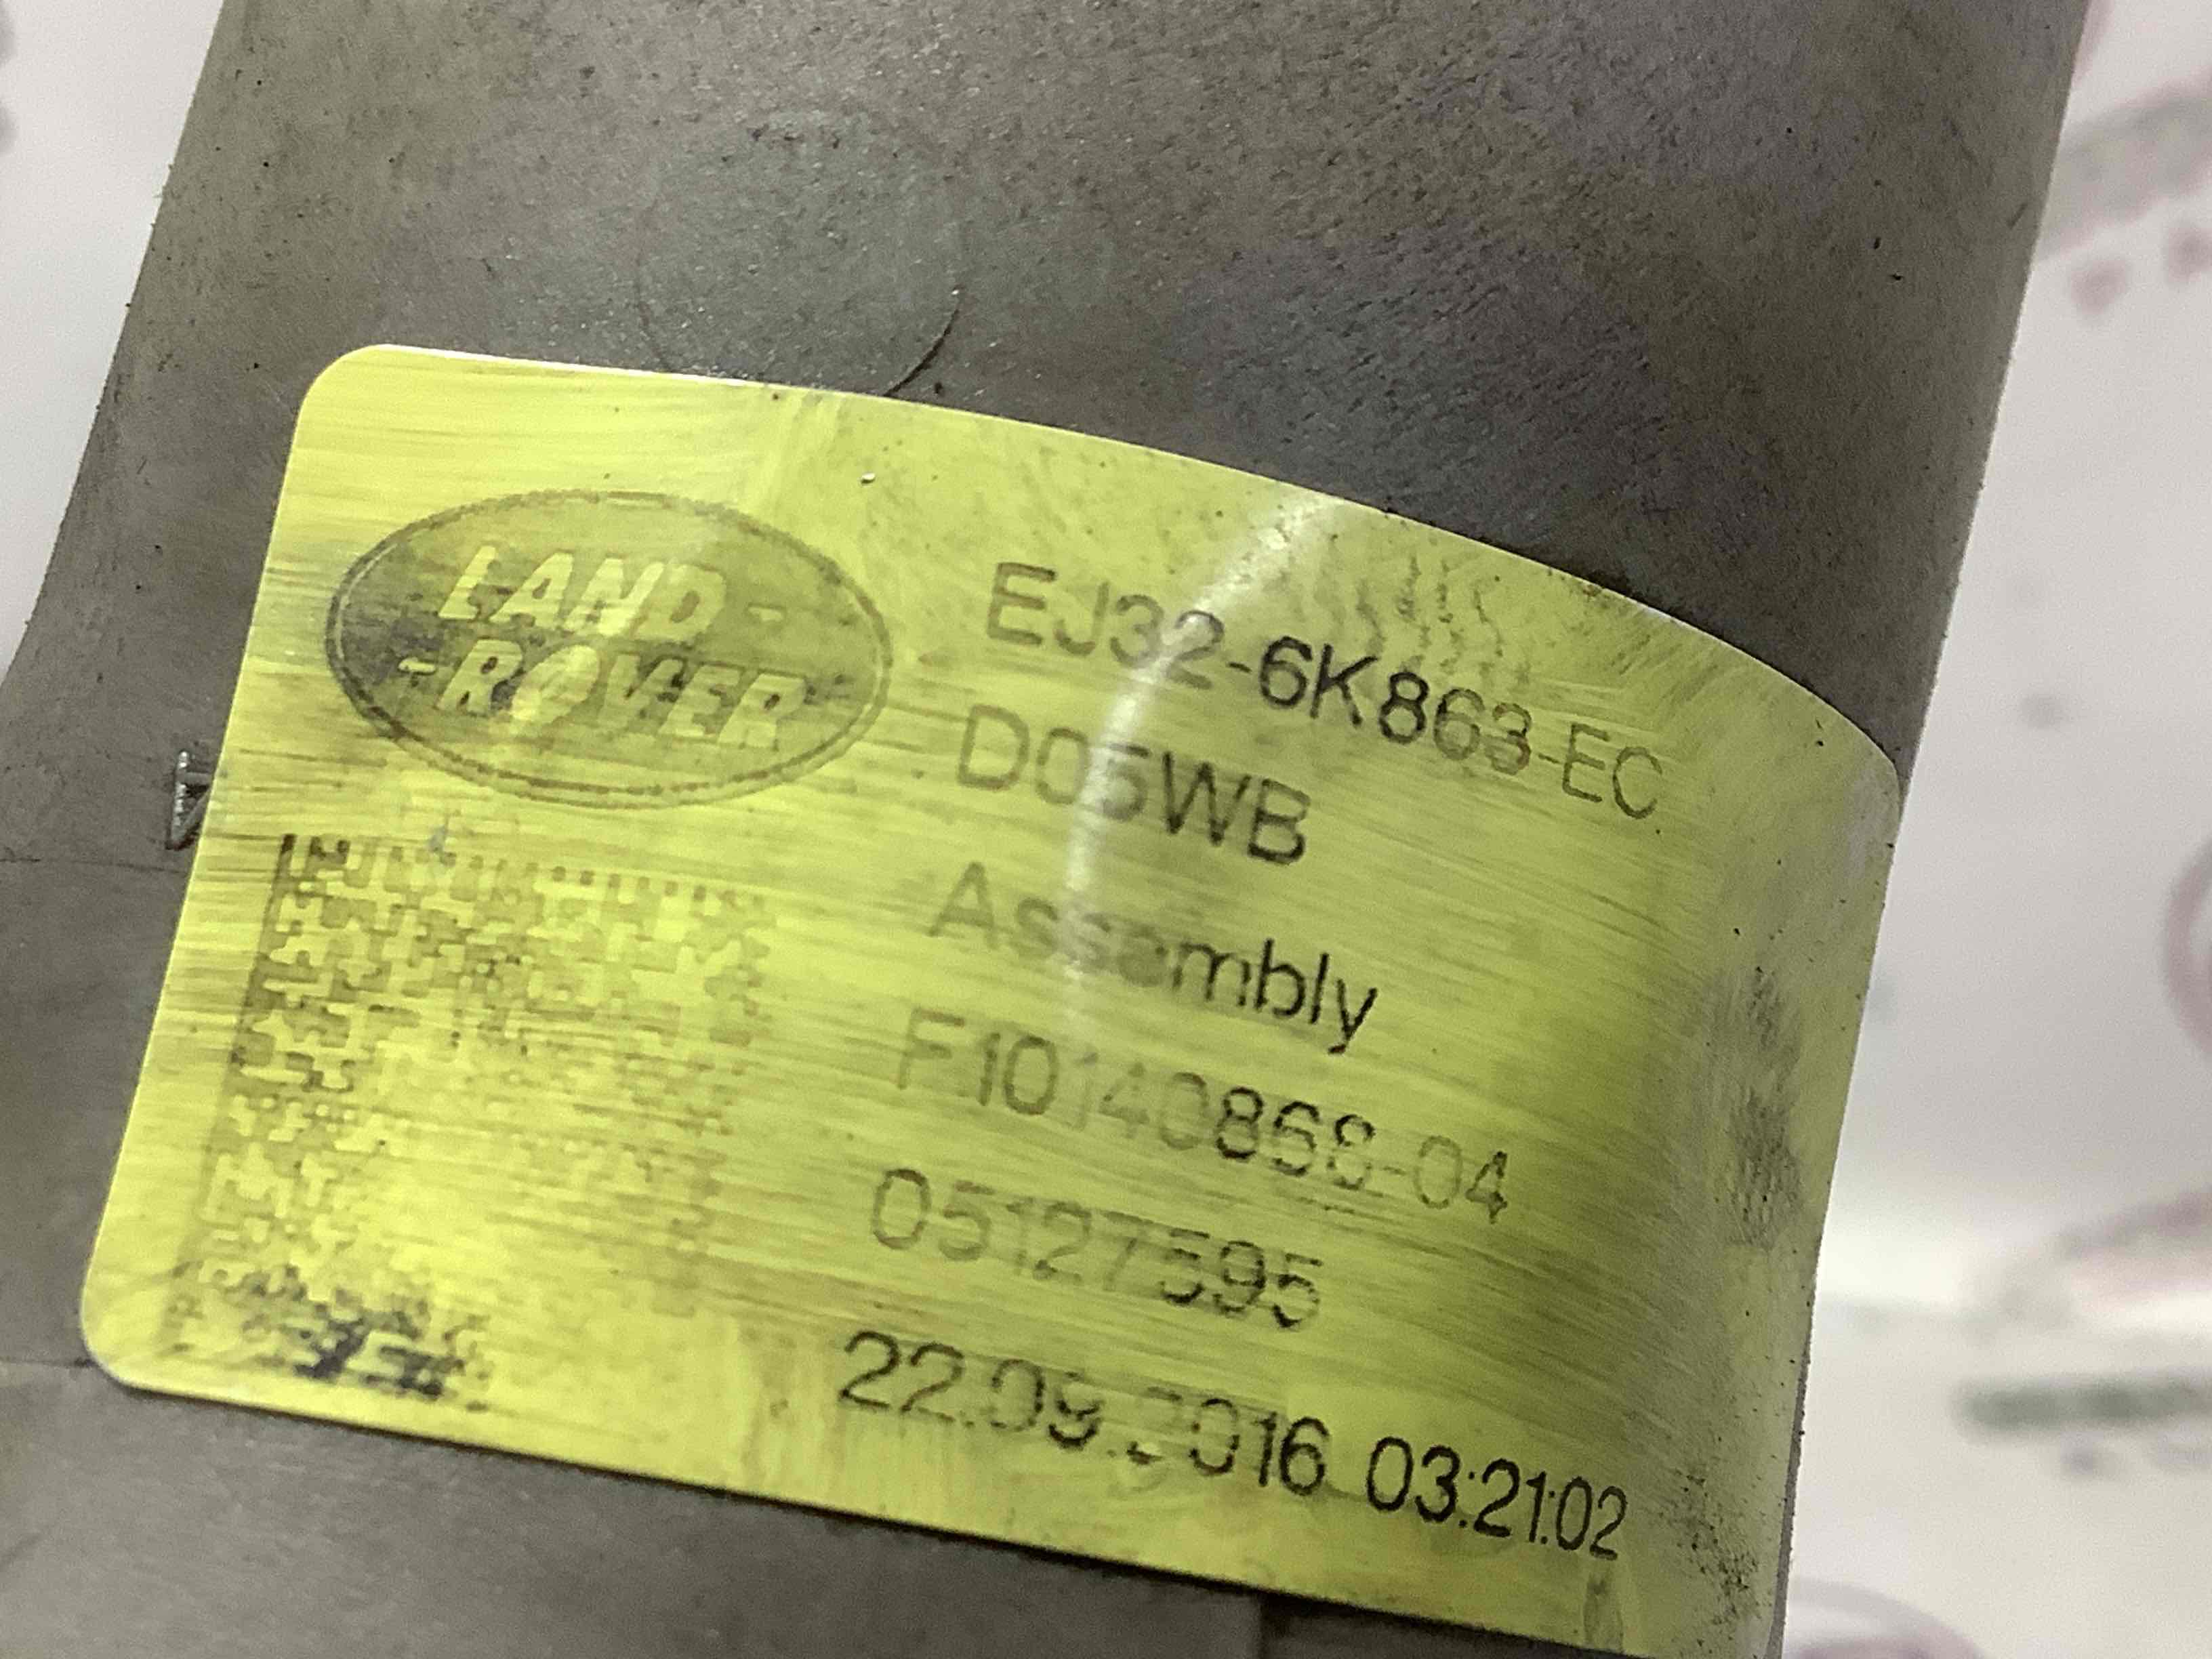 LAND-
-ROVER
EJ32-6K863-EC
D05WB
Assembly
F10140868-04
05127595
22.09.2016 03:21:02